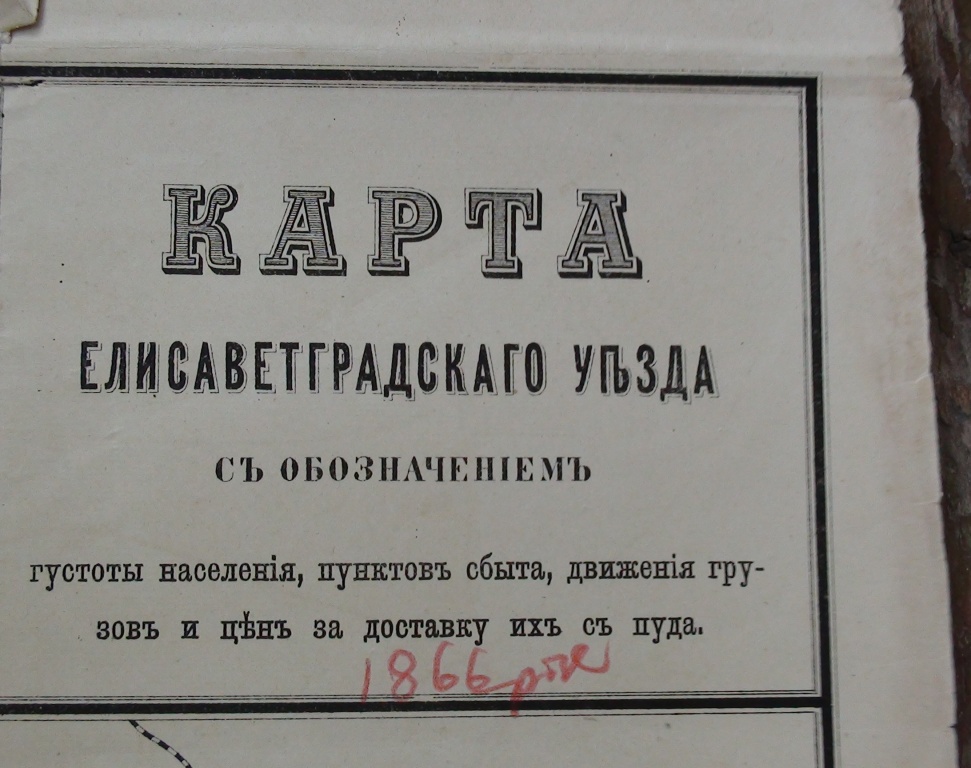 КАРТА
ЕЛИСАВЕТГРАДСКАГО УѢЗДА
СЪ ОБОЗНАЧЕНІЕМЪ
густоты населенія, пунктовъ сбыта, движенія гру-
зовъ и цѣнъ за доставку ихъ съ пуда.
1866